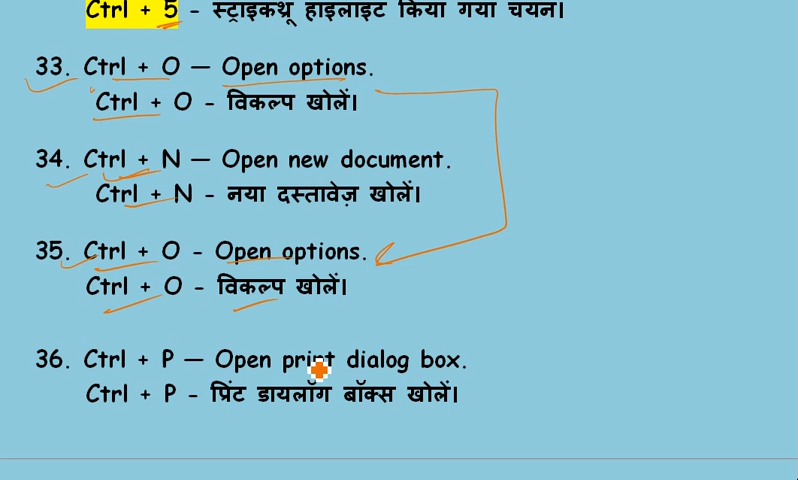 Ctrl + 5 - स्ट्राइकथ्रू हाइलाइट किया गया चयन।
33. Ctrl + O — Open options.
Ctrl + O - विकल्प खोलें।
34. Ctrl + N — Open new document.
Ctrl + N - नया दस्तावेज़ खोलें।
35. Ctrl + O - Open options.
Ctrl + O - विकल्प खोलें।
36. Ctrl + P — Open print dialog box.
Ctrl + P - प्रिंट डायलॉग बॉक्स खोलें।